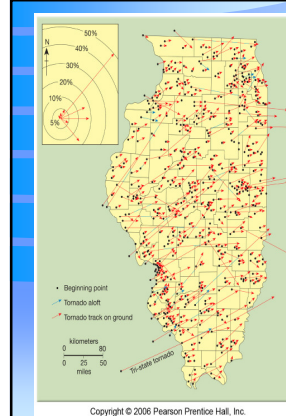 50%
N
40%
30%
20%
10%
5%
Beginning point
Tornado aloft
Tornado track on ground
kilometers
0 80
0 25 50
miles
Tri-state tornado
Copyright © 2006 Pearson Prentice Hall, Inc.